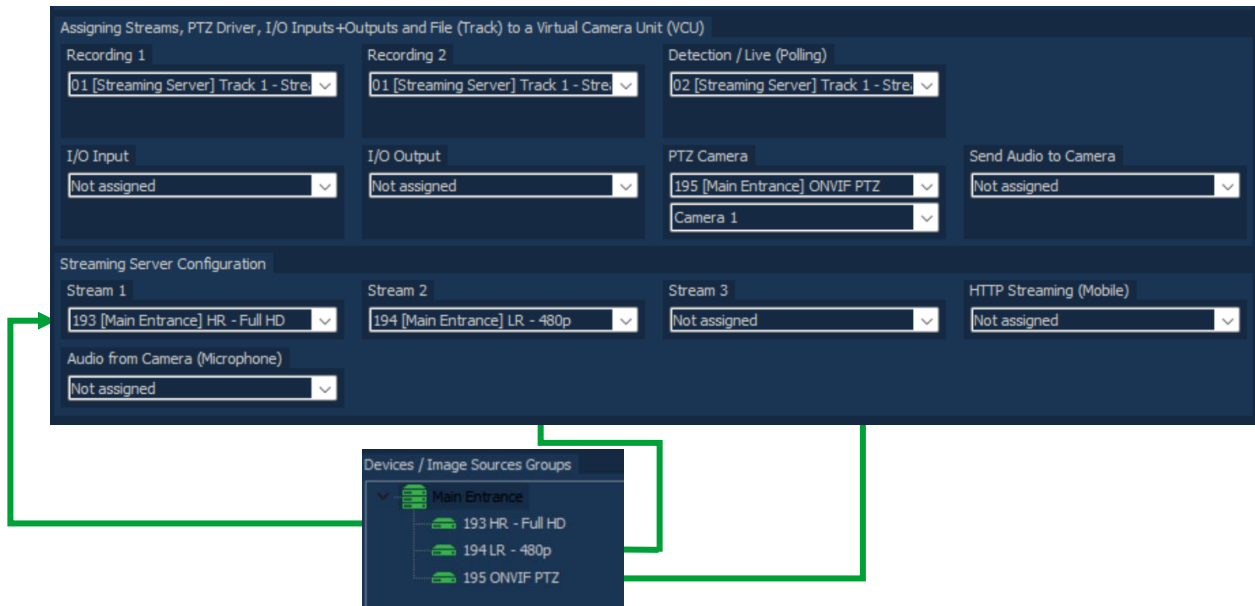 Assigning Streams, PTZ Driver, I/O Inputs+Outputs and File (Track) to a Virtual Camera Unit (VCU)
Recording 1
Recording 2
Detection / Live (Polling)
01 [Streaming Server] Track 1 - Stre
01 [Streaming Server] Track 1 - Stre
02 [Streaming Server] Track 1 - Stre
I/O Input
I/O Output
PTZ Camera
Send Audio to Camera
Not assigned
Not assigned
195 [Main Entrance] ONVIF PTZ
Not assigned
Camera 1
Streaming Server Configuration
Stream 1
Stream 2
Stream 3
HTTP Streaming (Mobile)
193 [Main Entrance] HR - Full HD
194 [Main Entrance] LR - 480p
Not assigned
Not assigned
Audio from Camera (Microphone)
Not assigned
Devices / Image Sources Groups
Main Entrance
193 HR - Full HD
194 LR - 480p
195 ONVIF PTZ